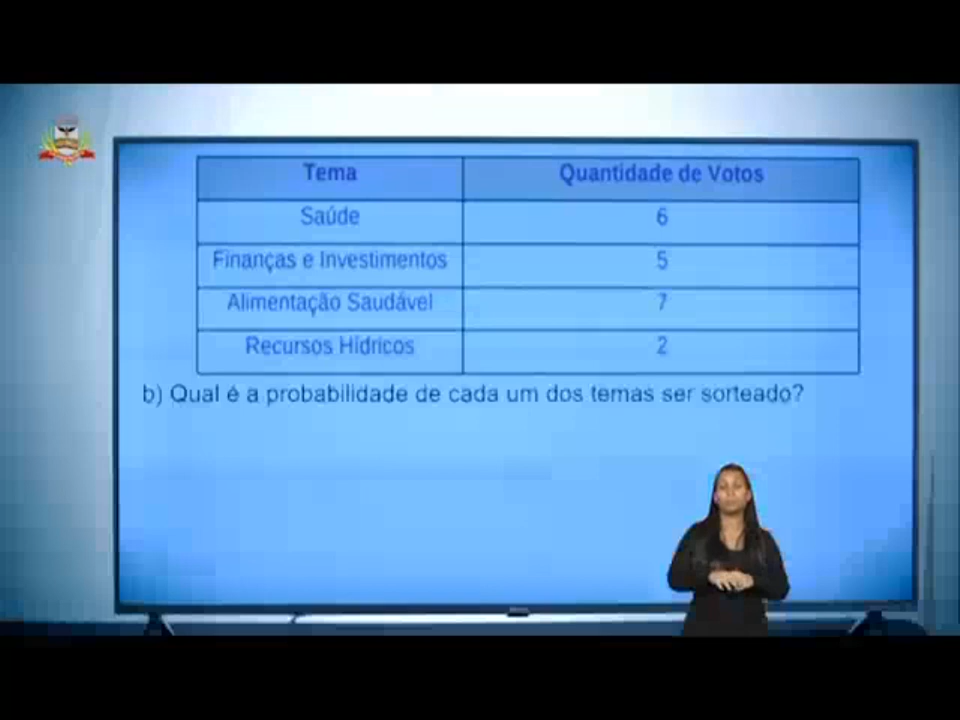 Tema Quantidade de Votos
Saúde 6
Finanças e Investimentos 5
Alimentação Saudável 7
Recursos Hídricos 2
b) Qual é a probabilidade de cada um dos temas ser sorteado?